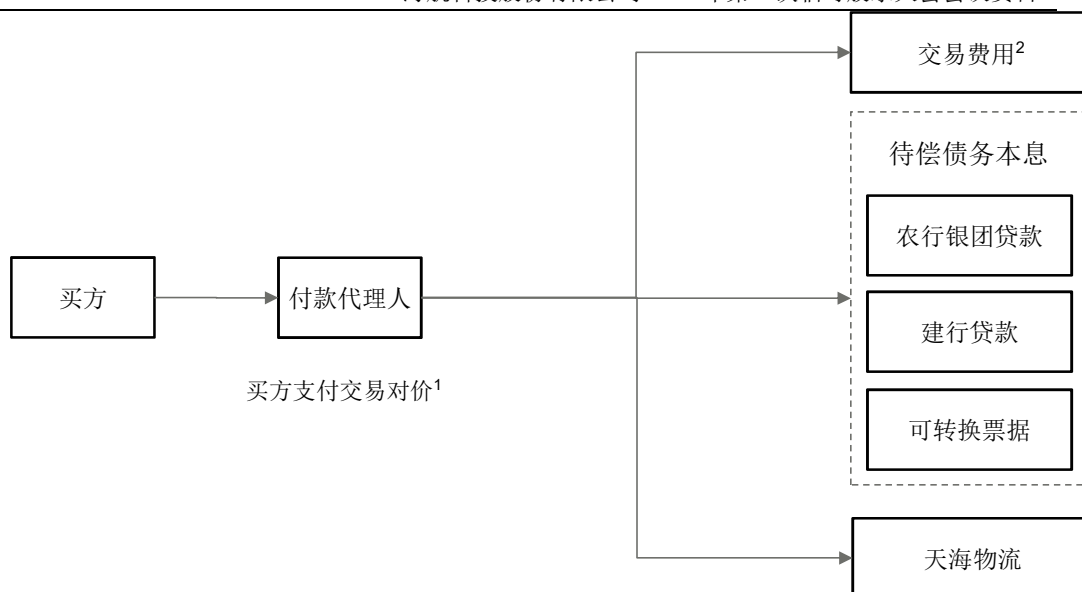 交易费用2
待偿债务本息
农行银团贷款
买方
付款代理人
建行贷款
买方支付交易对价1
可转换票据
天海物流